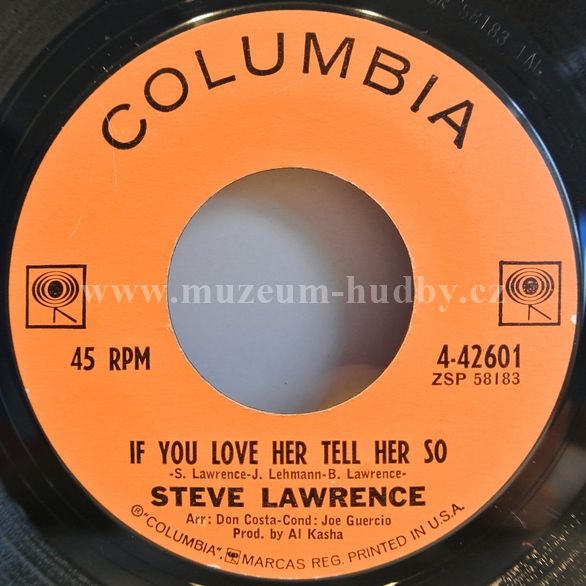 58183 1A
COLUMBIA
www.muzeum-hudby.cz
45 RPM
4-42601
ZSP 58183
IF YOU LOVE HER TELL HER SO
-S. Lawrence-J. Lehmann-B. Lawrence-
STEVE LAWRENCE
Arr: Don Costa-Cond: Joe Guercio
Prod. by Al Kasha
®"COLUMBIA", MARCAS REG. PRINTED IN U.S.A.